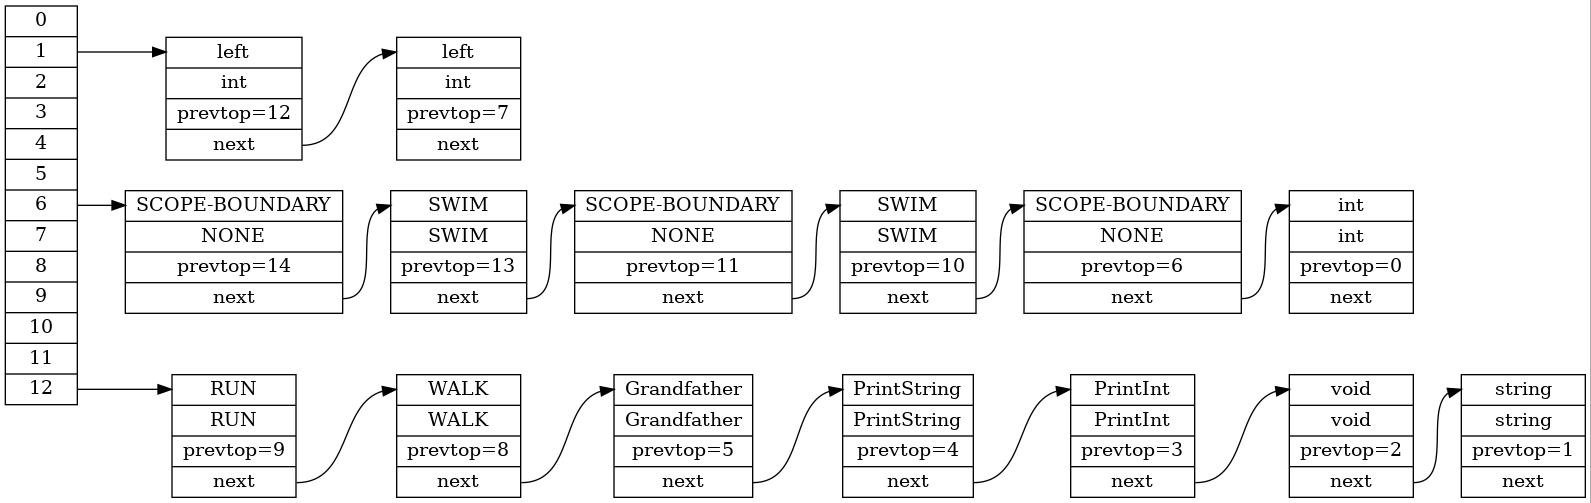 0
1
2
3
4
5
6
7
8
9
10
11
12
left
int
prevtop=12
next
left
int
prevtop=7
next
SCOPE-BOUNDARY
NONE
prevtop=14
next
SWIM
SWIM
prevtop=13
next
SCOPE-BOUNDARY
NONE
prevtop=11
next
SWIM
SWIM
prevtop=10
next
SCOPE-BOUNDARY
NONE
prevtop=6
next
int
int
prevtop=0
next
RUN
RUN
prevtop=9
next
WALK
WALK
prevtop=8
next
Grandfather
Grandfather
prevtop=5
next
PrintString
PrintString
prevtop=4
next
PrintInt
PrintInt
prevtop=3
next
void
void
prevtop=2
next
string
string
prevtop=1
next